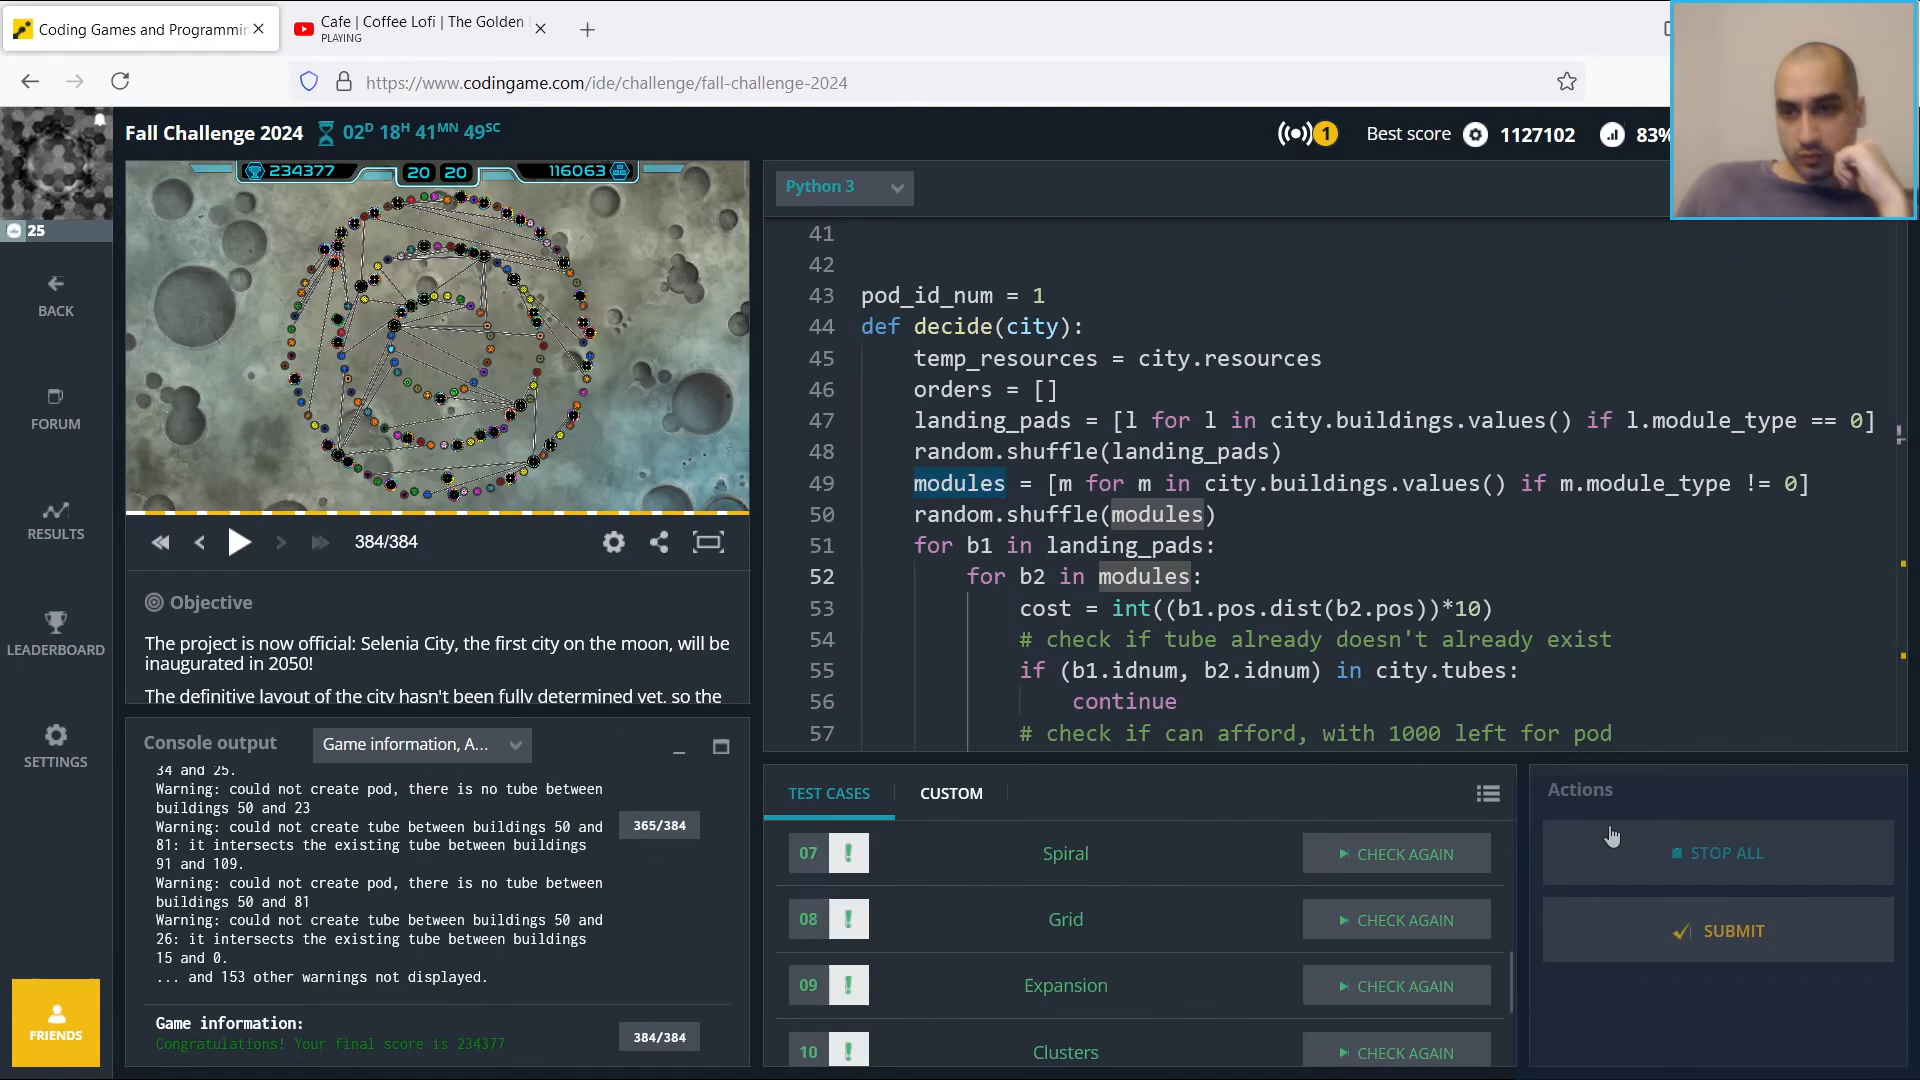 Coding Games and Programmin
Cafe | Coffee Lofi | The Golden
PLAYING
https://www.codingame.com/ide/challenge/fall-challenge-2024
Fall Challenge 2024
02D 18H 41MN 49SC
1
Best score
1127102
83%
25
BACK
FORUM
RESULTS
LEADERBOARD
SETTINGS
FRIENDS
234377
20 20
116063
384/384
Objective
The project is now official: Selenia City, the first city on the moon, will be
inaugurated in 2050!
The definitive layout of the city hasn't been fully determined yet, so the
Console output
Game information, A...
34 and 25.
Warning: could not create pod, there is no tube between
buildings 50 and 23
Warning: could not create tube between buildings 50 and
81: it intersects the existing tube between buildings
91 and 109.
Warning: could not create pod, there is no tube between
buildings 50 and 81
Warning: could not create tube between buildings 50 and
26: it intersects the existing tube between buildings
15 and 0.
... and 153 other warnings not displayed.
365/384
Game information:
Congratulations! Your final score is 234377
384/384
Python 3
41
42
43 pod_id_num = 1
44 def decide(city):
45 temp_resources = city.resources
46 orders = []
47 landing_pads = [l for l in city.buildings.values() if l.module_type == 0]
48 random.shuffle(landing_pads)
49 modules = [m for m in city.buildings.values() if m.module_type != 0]
50 random.shuffle(modules)
51 for b1 in landing_pads:
52 for b2 in modules:
53 cost = int((b1.pos.dist(b2.pos))*10)
54 # check if tube already doesn't already exist
55 if (b1.idnum, b2.idnum) in city.tubes:
56 continue
57 # check if can afford, with 1000 left for pod
TEST CASES
CUSTOM
07 ! Spiral CHECK AGAIN
08 ! Grid CHECK AGAIN
09 ! Expansion CHECK AGAIN
10 ! Clusters CHECK AGAIN
Actions
STOP ALL
SUBMIT